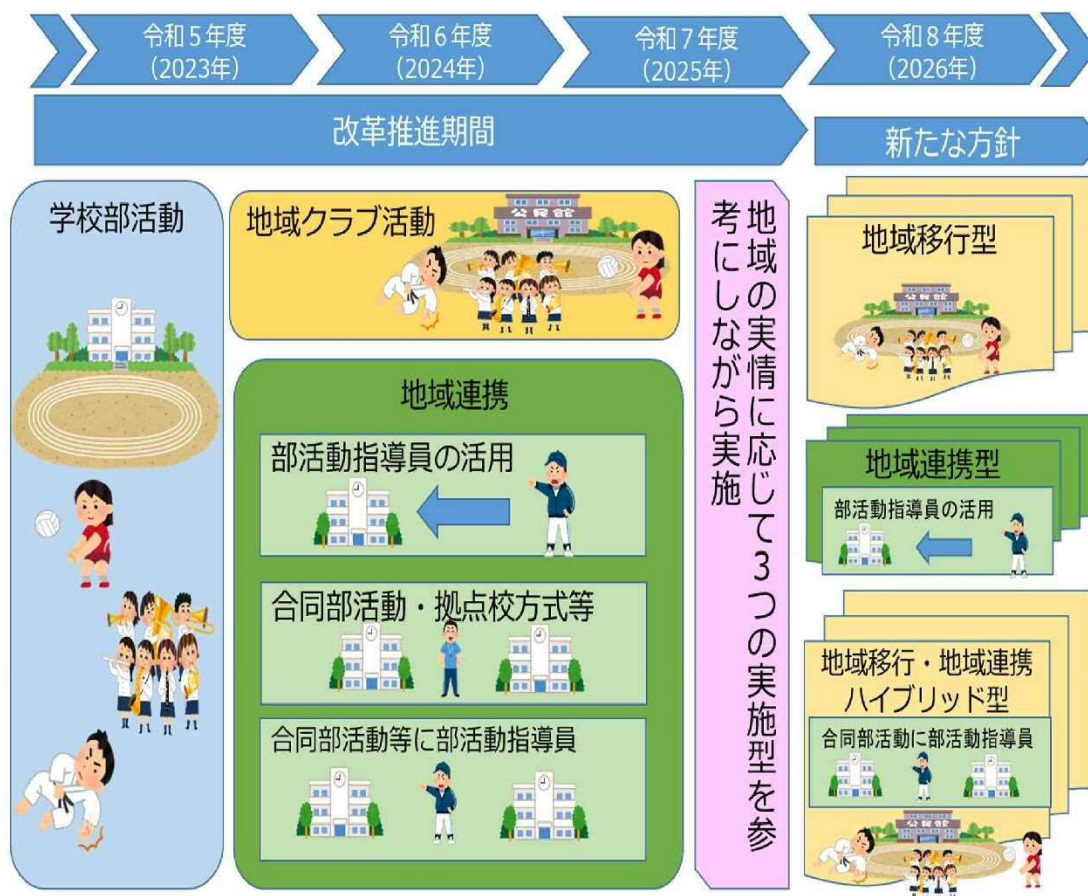 令和5年度
(2023年)
令和6年度
(2024年)
令和7年度
(2025年)
令和8年度
(2026年)
改革推進期間
新たな方針
学校部活動
地域クラブ活動
公民館
地域連携
部活動指導員の活用
合同部活動・拠点校方式等
合同部活動等に部活動指導員
地域の実情に応じて3つの実施型を参
考にしながら実施
地域移行型
公民館
地域連携型
部活動指導員の活用
地域移行・地域連携
ハイブリッド型
合同部活動に部活動指導員
公民館